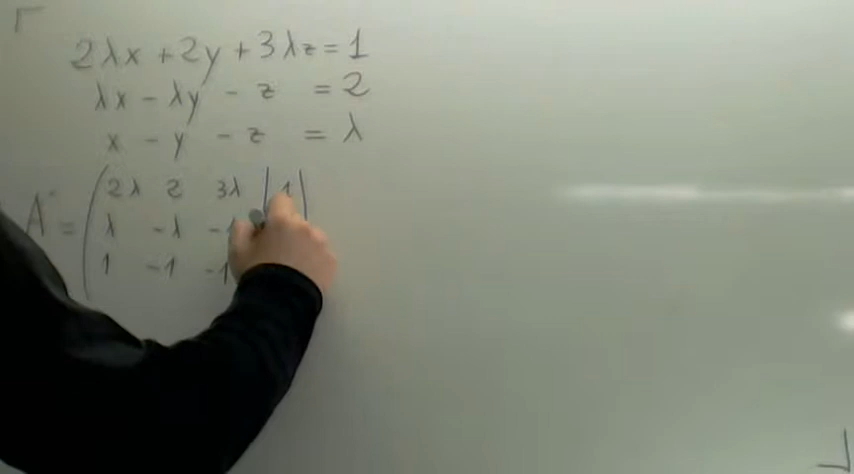 2λx + 2y + 3λz = 1
λx - λy - z = 2
x - y - z = λ
A* = ( 2λ 2 3λ | 1
λ -λ -1
1 -1 -1